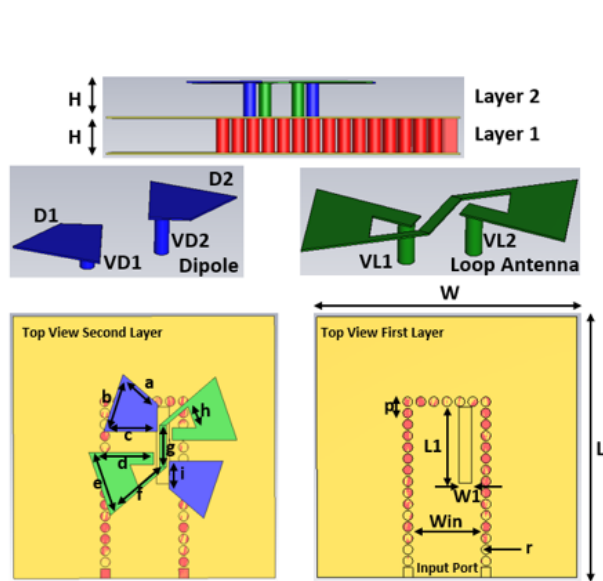 H
Layer 2
H
Layer 1
D1
D2
VD1
VD2
Dipole
VL1
VL2
Loop Antenna
W
Top View Second Layer
a
b
c
h
d
g
e
f
i
Top View First Layer
p
L1
L
W1
Win
r
Input Port